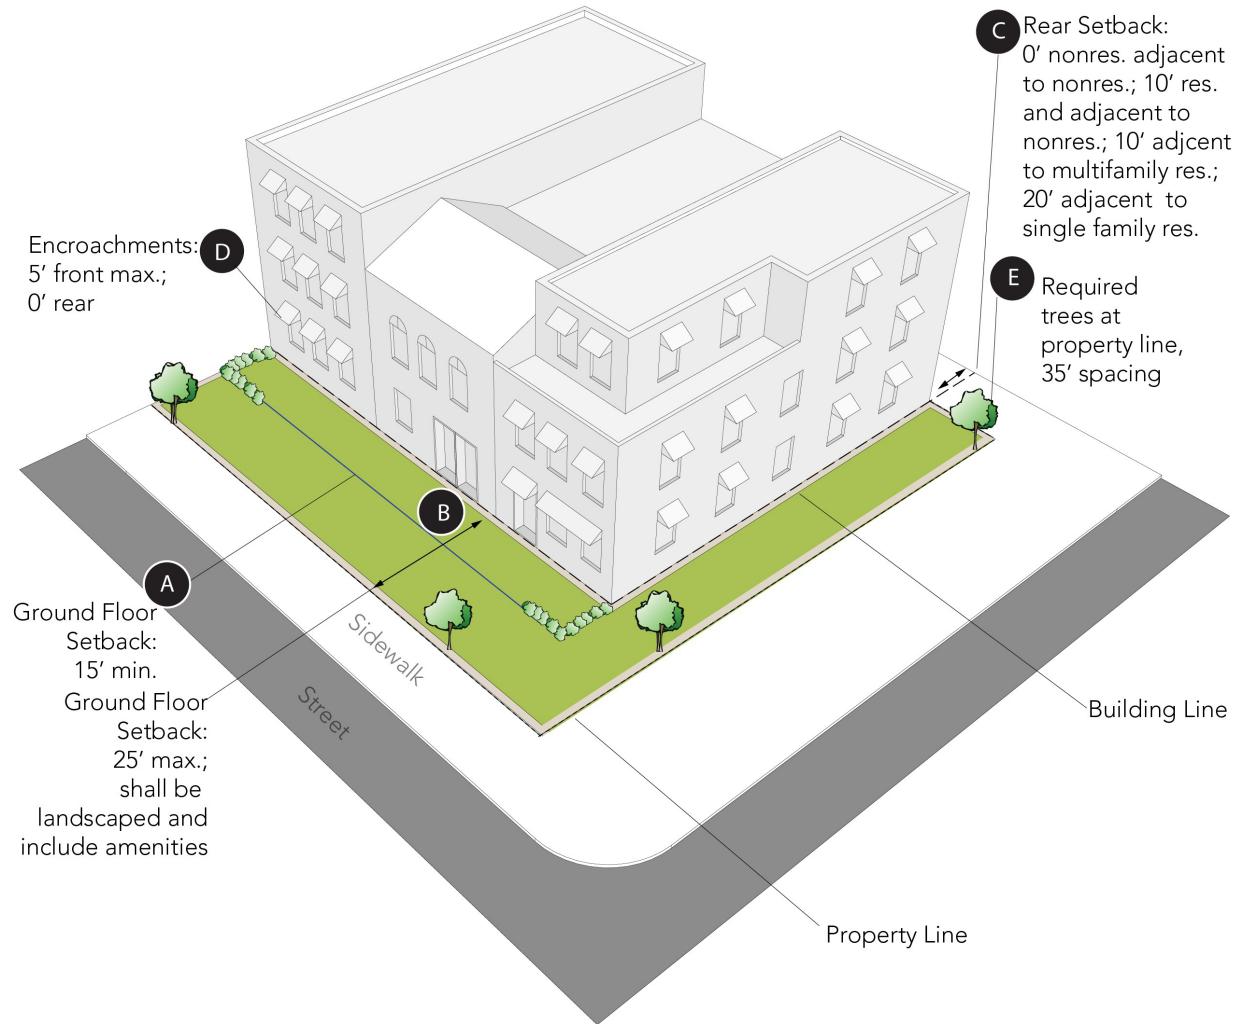 C
Rear Setback:
0’ nonres. adjacent
to nonres.; 10’ res.
and adjacent to
nonres.; 10’ adjcent
to multifamily res.;
20’ adjacent to
single family res.
D
Encroachments:
5’ front max.;
0’ rear
E
Required
trees at
property line,
35’ spacing
B
A
Ground Floor
Setback:
15’ min.
Ground Floor
Setback:
25’ max.;
shall be
landscaped and
include amenities
Sidewalk
Street
Building Line
Property Line